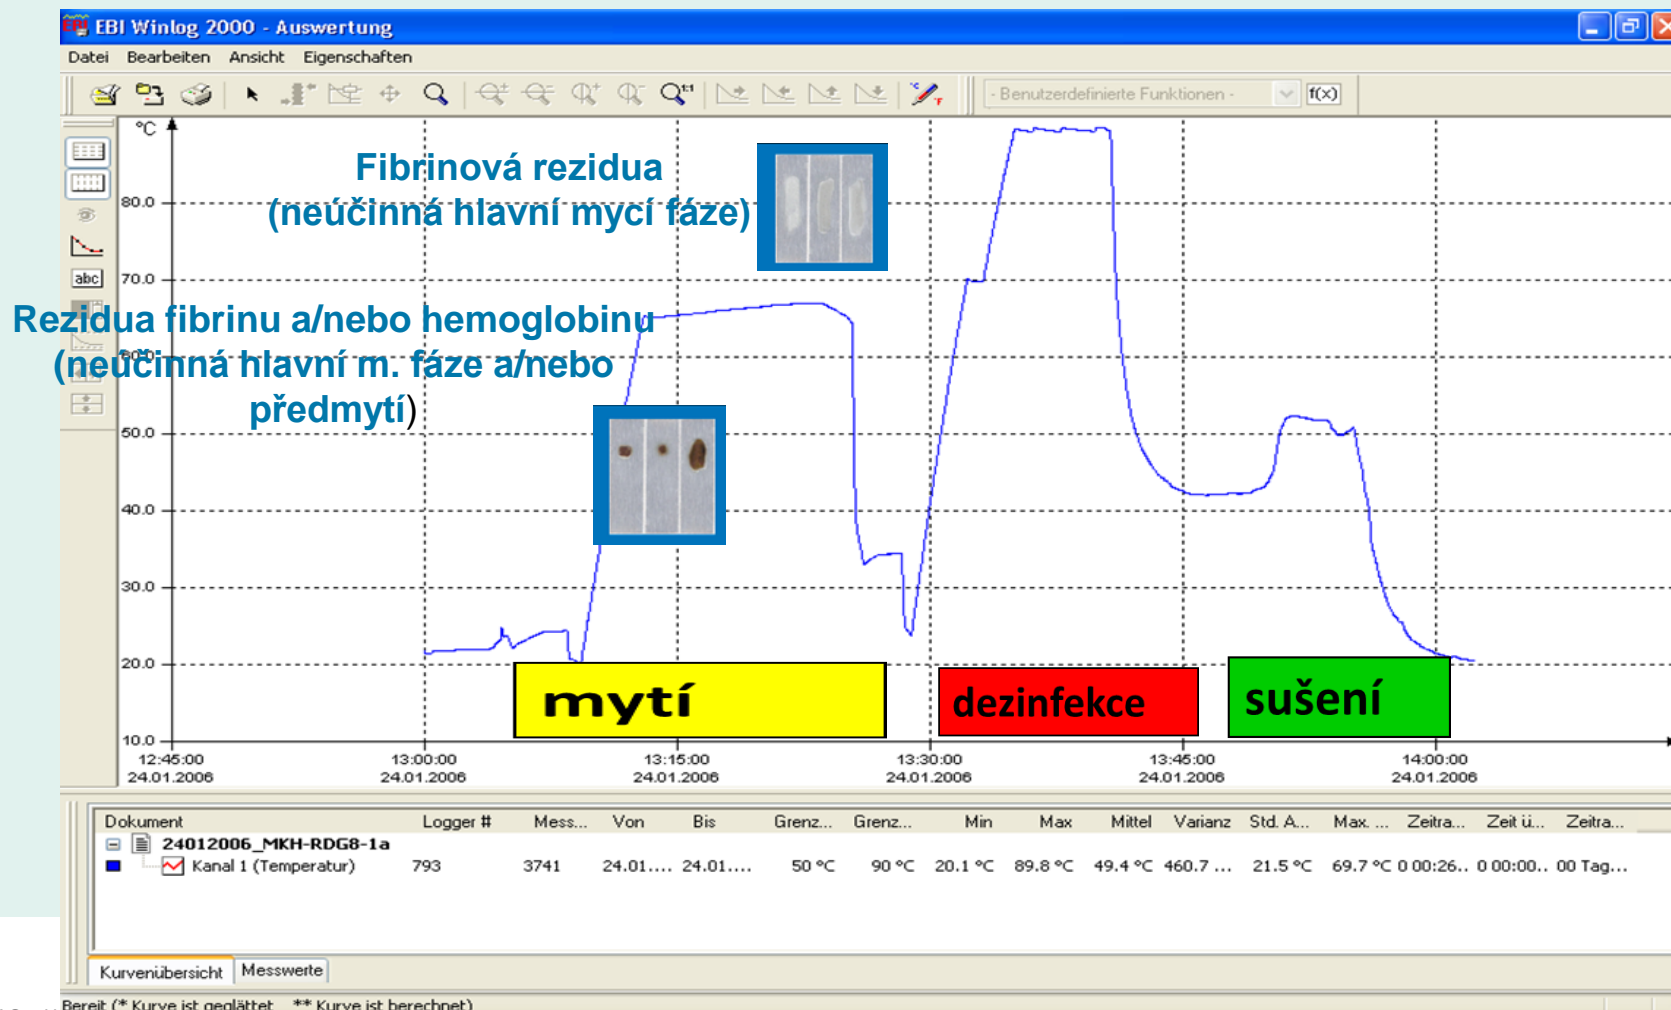 EBI Winlog 2000 - Auswertung
Datei Bearbeiten Ansicht Eigenschaften
- Benutzerdefinierte Funktionen - f(x)
°C
Fibrinová rezidua
(neúčinná hlavní mycí fáze)
80.0
abc 70.0
Rezidua fibrinu a/nebo hemoglobinu
(neúčinná hlavní m. fáze a/nebo
předmytí)
50.0
40.0
30.0
20.0
mytí dezinfekce sušení
10.0
12:45:00 13:00:00 13:15:00 13:30:00 13:45:00 14:00:00
24.01.2006 24.01.2006 24.01.2006 24.01.2006 24.01.2006 24.01.2006
Dokument Logger # Mess... Von Bis Grenz... Grenz... Min Max Mittel Varianz Std. A... Max. ... Zeitra... Zeit ü... Zeitra...
24012006_MKH-RDG8-1a
Kanal 1 (Temperatur) 793 3741 24.01.... 24.01.... 50 °C 90 °C 20.1 °C 89.8 °C 49.4 °C 460.7 ... 21.5 °C 69.7 °C 0 00:26.. 0 00:00.. 00 Tag...
Kurvenübersicht Messwerte
Bereit (* Kurve ist geglättet ** Kurve ist berechnet)